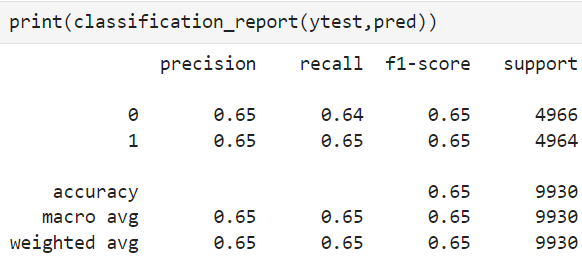 print(classification_report(ytest,pred))
precision recall f1-score support
0 0.65 0.64 0.65 4966
1 0.65 0.65 0.65 4964
accuracy 0.65 9930
macro avg 0.65 0.65 0.65 9930
weighted avg 0.65 0.65 0.65 9930